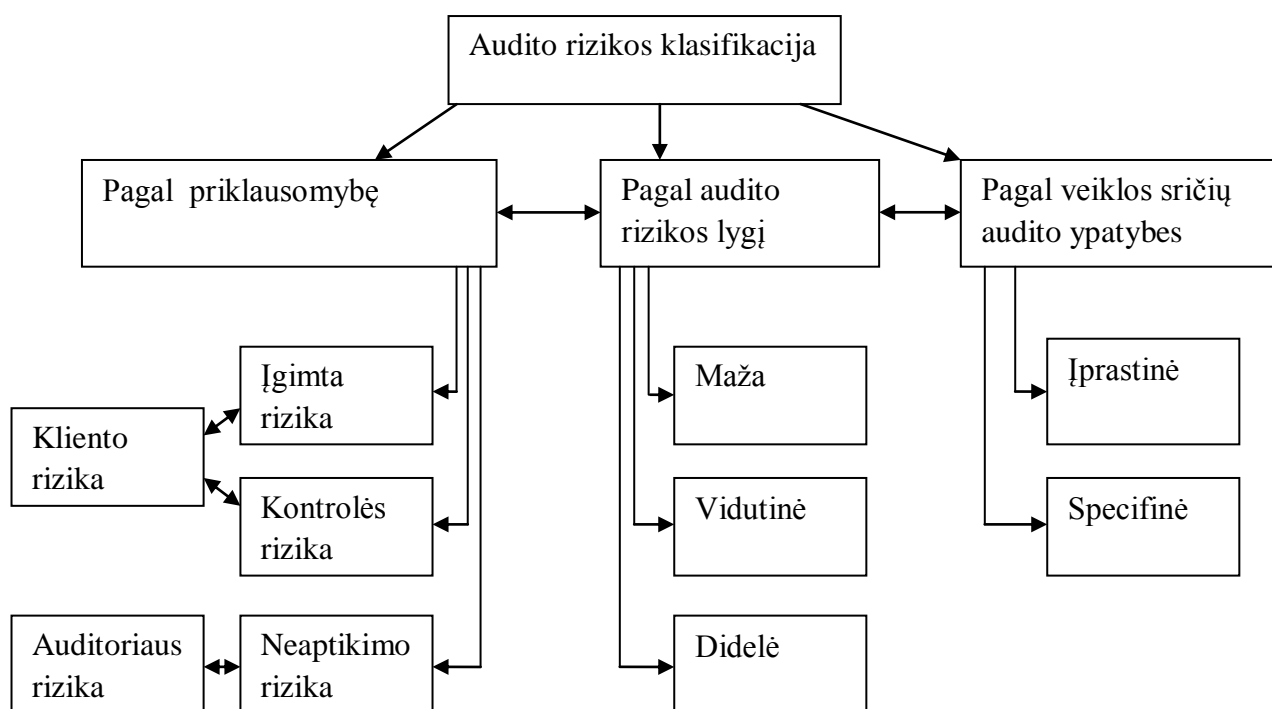 Audito rizikos klasifikacija
Pagal priklausomybę
Pagal audito
rizikos lygį
Pagal veiklos sričių
audito ypatybes
Įgimta
rizika
Kliento
rizika
Kontrolės
rizika
Auditoriaus
rizika
Neaptikimo
rizika
Maža
Vidutinė
Didelė
Įprastinė
Specifinė